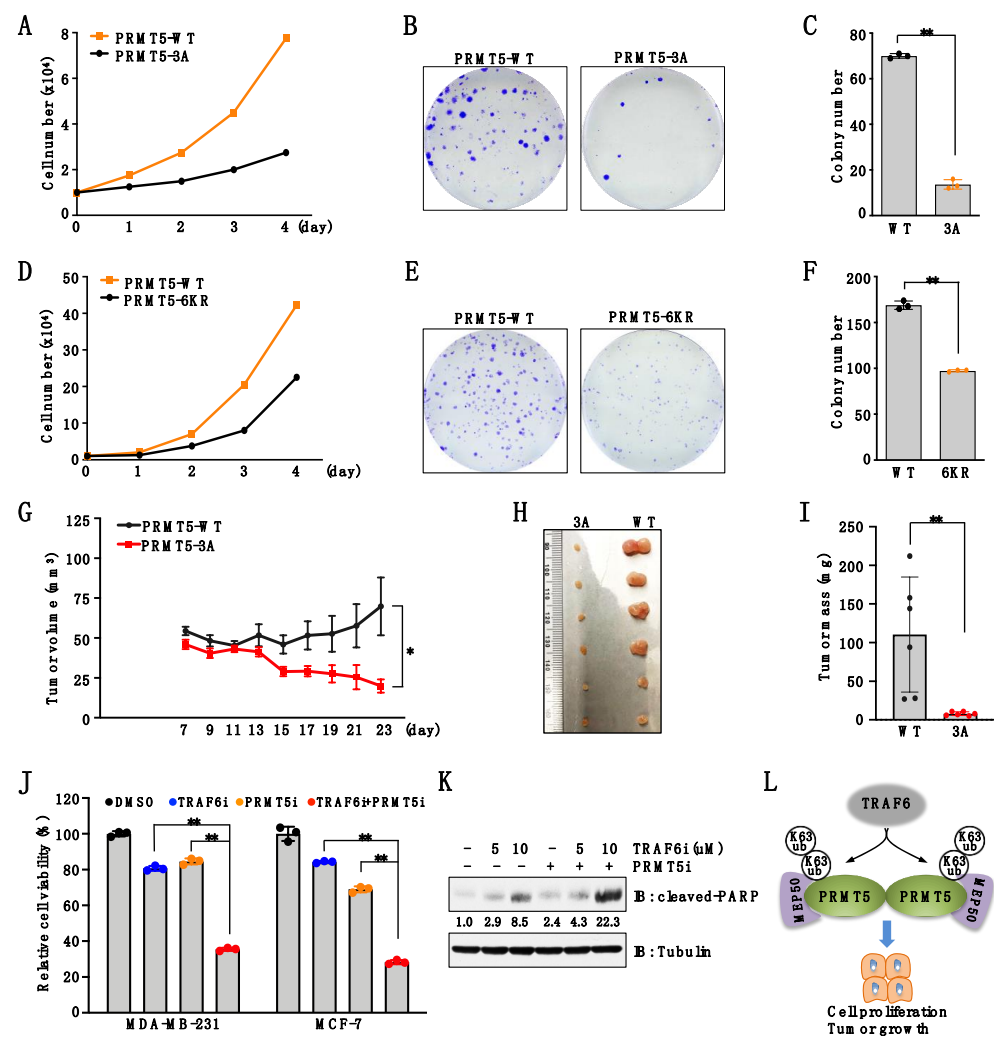 A
PRMT5-WT
PRMT5-3A
Cell number (x10⁴)
8
6
4
2
0
0 1 2 3 4 (day)
B
PRMT5-WT PRMT5-3A
C
**
Colony number
80
60
40
20
0
WT 3A
D
PRMT5-WT
PRMT5-6KR
Cell number (x10⁴)
50
40
30
20
10
0
0 1 2 3 4 (day)
E
PRMT5-WT PRMT5-6KR
F
**
Colony number
200
150
100
50
0
WT 6KR
G
PRMT5-WT
PRMT5-3A
Tumor volume (mm³)
125
100
75
50
25
0
*
7 9 11 13 15 17 19 21 23 (day)
H
3A WT
90
100
110
120
130
140
I
**
Tumor mass (mg)
250
200
150
100
50
0
WT 3A
J
DMSO TRAF6i PRMT5i TRAF6i+PRMT5i
Relative cell viability (%)
120
100
80
60
40
20
0
** **
** **
MDA-MB-231 MCF-7
K
- 5 10 - 5 10 TRAF6i (uM)
- - - + + + PRMT5i
IB: cleaved-PARP
1.0 2.9 8.5 2.4 4.3 22.3
IB: Tubulin
L
TRAF6
K63 ub K63 ub
K63 ub K63 ub
MEP50 PRMT5 PRMT5 MEP50
Cell proliferation
Tumor growth